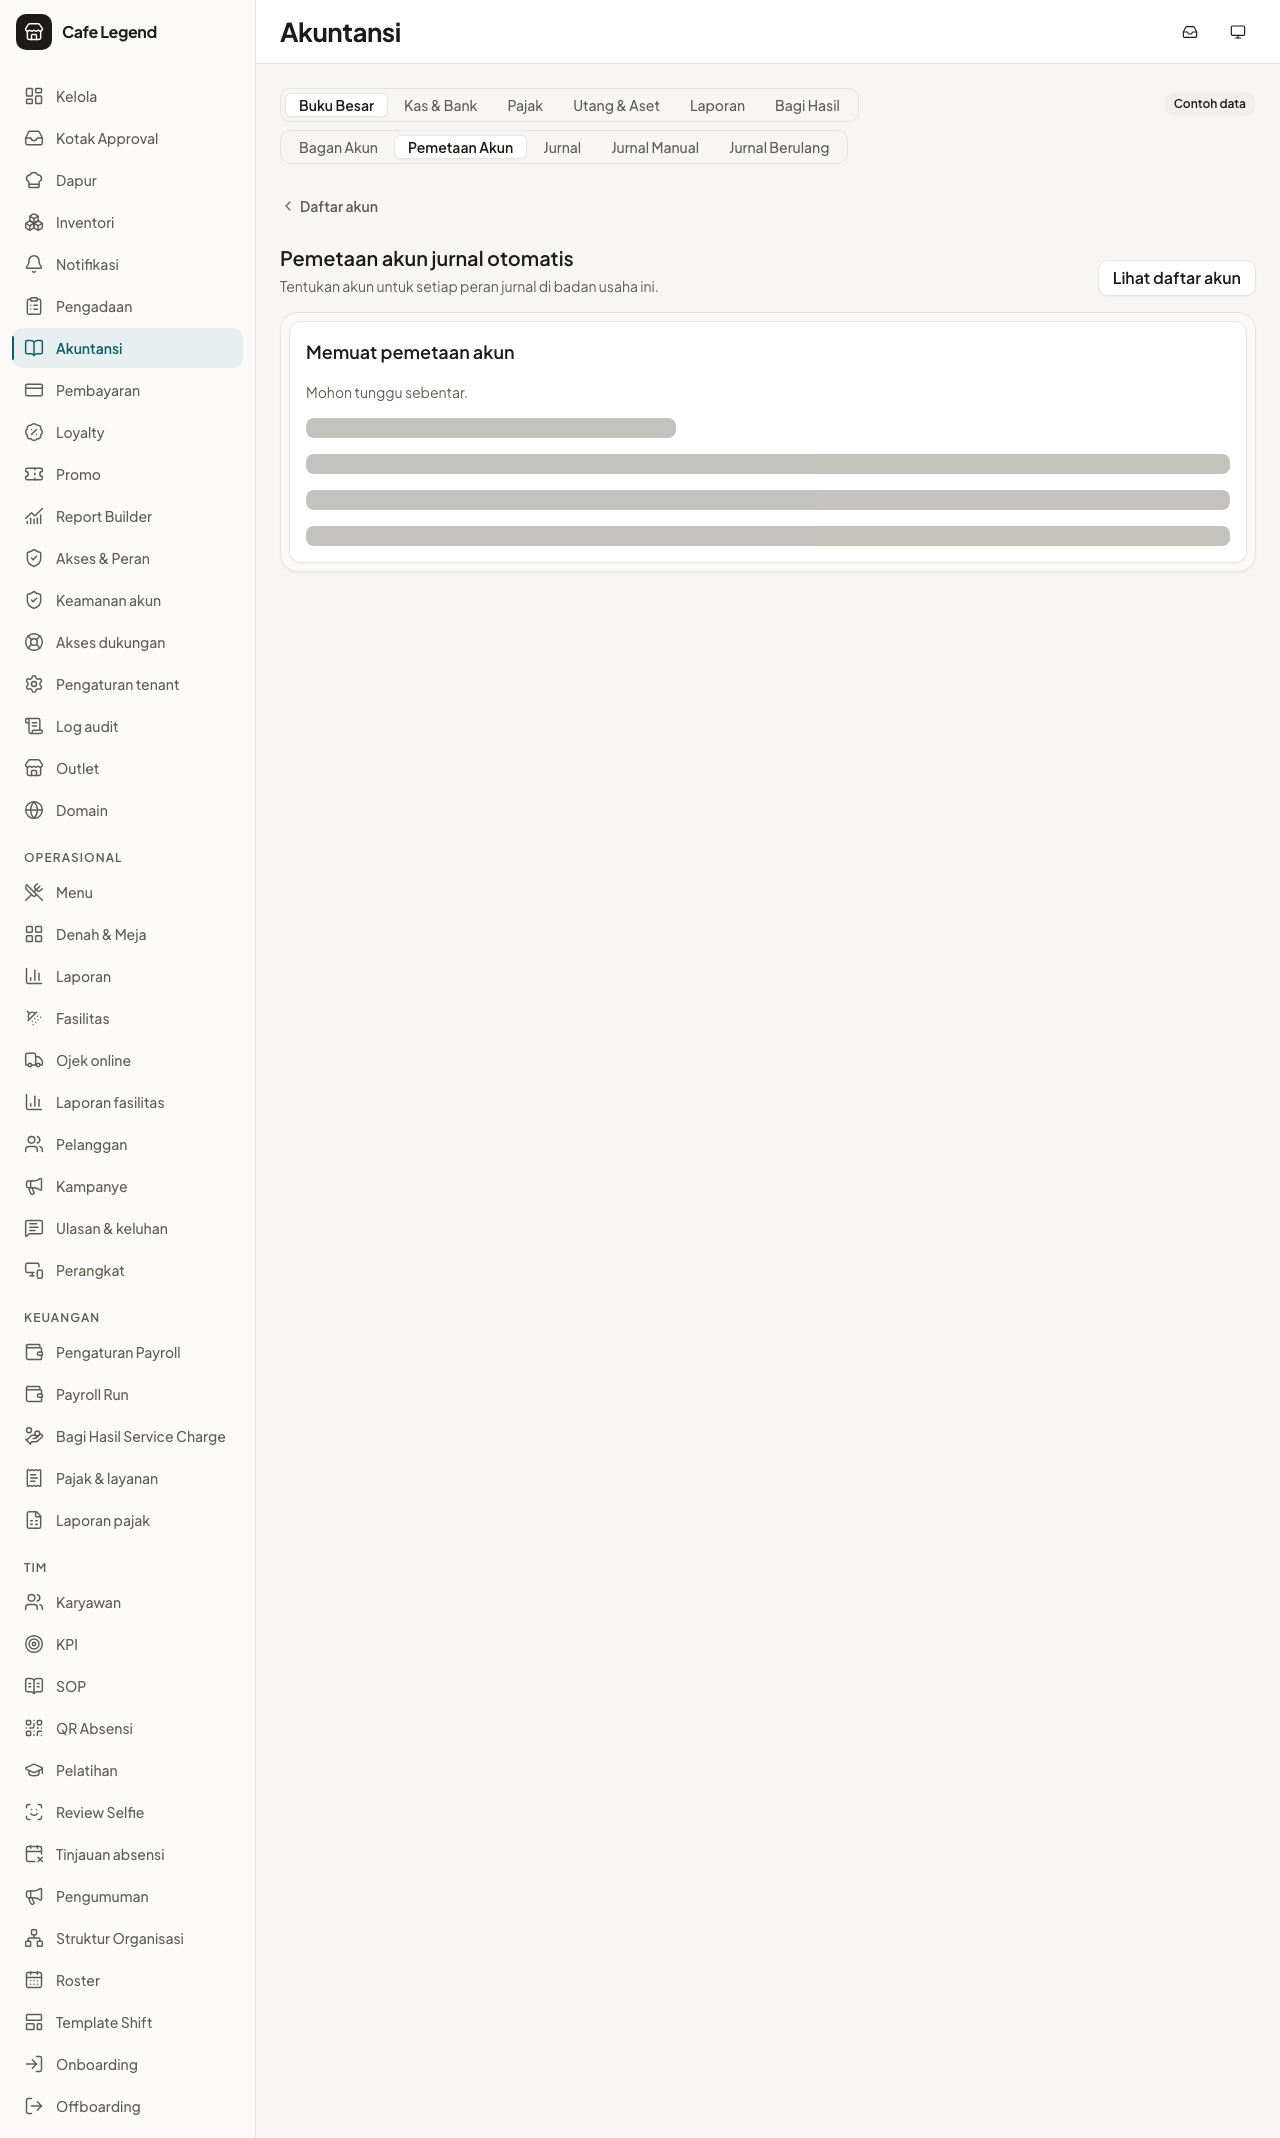 Cafe Legend
Kelola
Kotak Approval
Dapur
Inventori
Notifikasi
Pengadaan
Akuntansi
Pembayaran
Loyalty
Promo
Report Builder
Akses & Peran
Keamanan akun
Akses dukungan
Pengaturan tenant
Log audit
Outlet
Domain
OPERASIONAL
Menu
Denah & Meja
Laporan
Fasilitas
Ojek online
Laporan fasilitas
Pelanggan
Kampanye
Ulasan & keluhan
Perangkat
KEUANGAN
Pengaturan Payroll
Payroll Run
Bagi Hasil Service Charge
Pajak & layanan
Laporan pajak
TIM
Karyawan
KPI
SOP
QR Absensi
Pelatihan
Review Selfie
Tinjauan absensi
Pengumuman
Struktur Organisasi
Roster
Template Shift
Onboarding
Offboarding
Akuntansi
Buku Besar Kas & Bank Pajak Utang & Aset Laporan Bagi Hasil
Contoh data
Bagan Akun Pemetaan Akun Jurnal Jurnal Manual Jurnal Berulang
Daftar akun
Pemetaan akun jurnal otomatis
Tentukan akun untuk setiap peran jurnal di badan usaha ini.
Lihat daftar akun
Memuat pemetaan akun
Mohon tunggu sebentar.